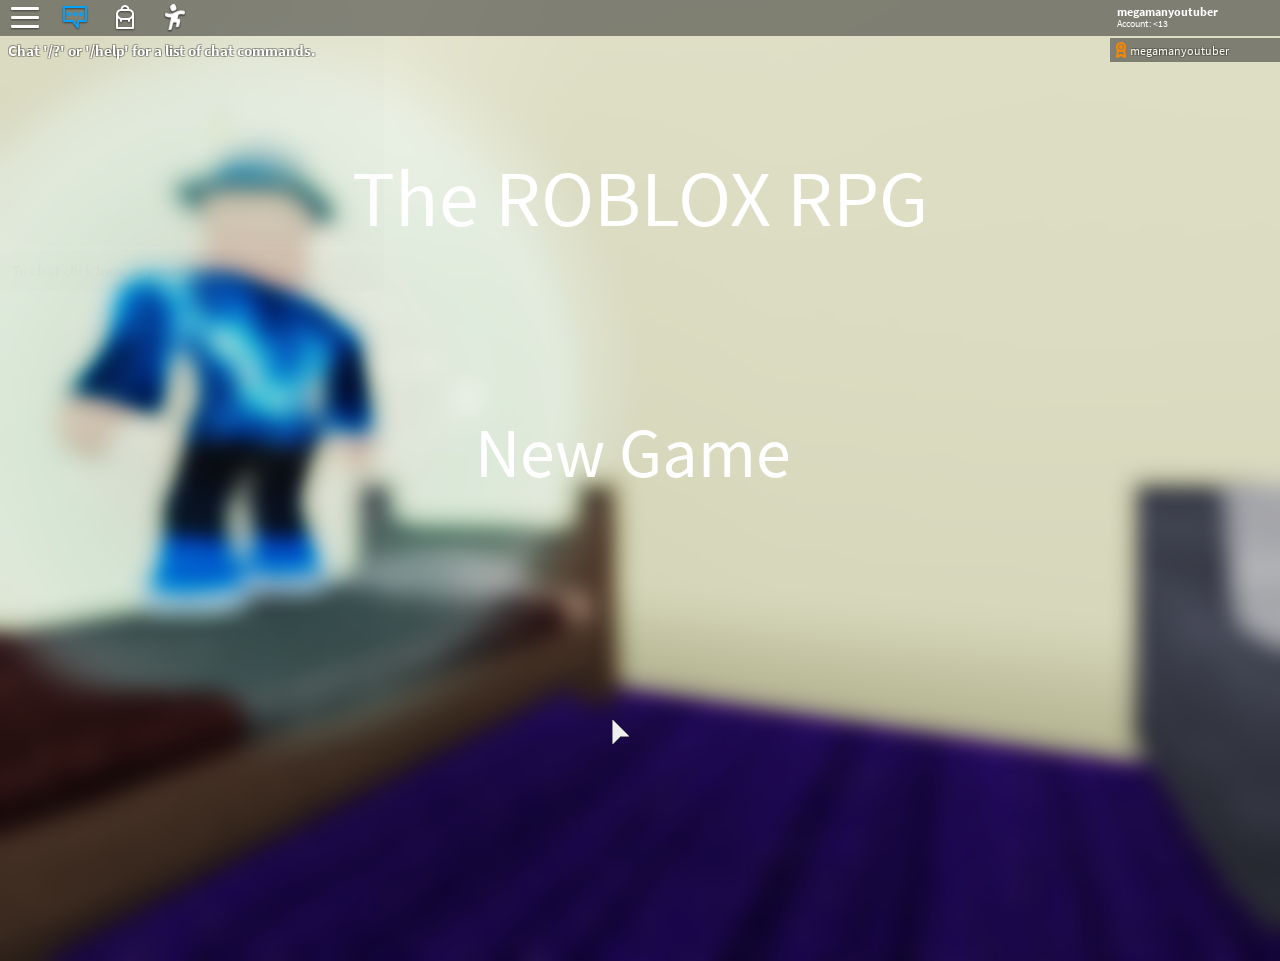 megamanyoutuber
Account: <13
Chat '/?' or '/help' for a list of chat commands.
megamanyoutuber
The ROBLOX RPG
New Game